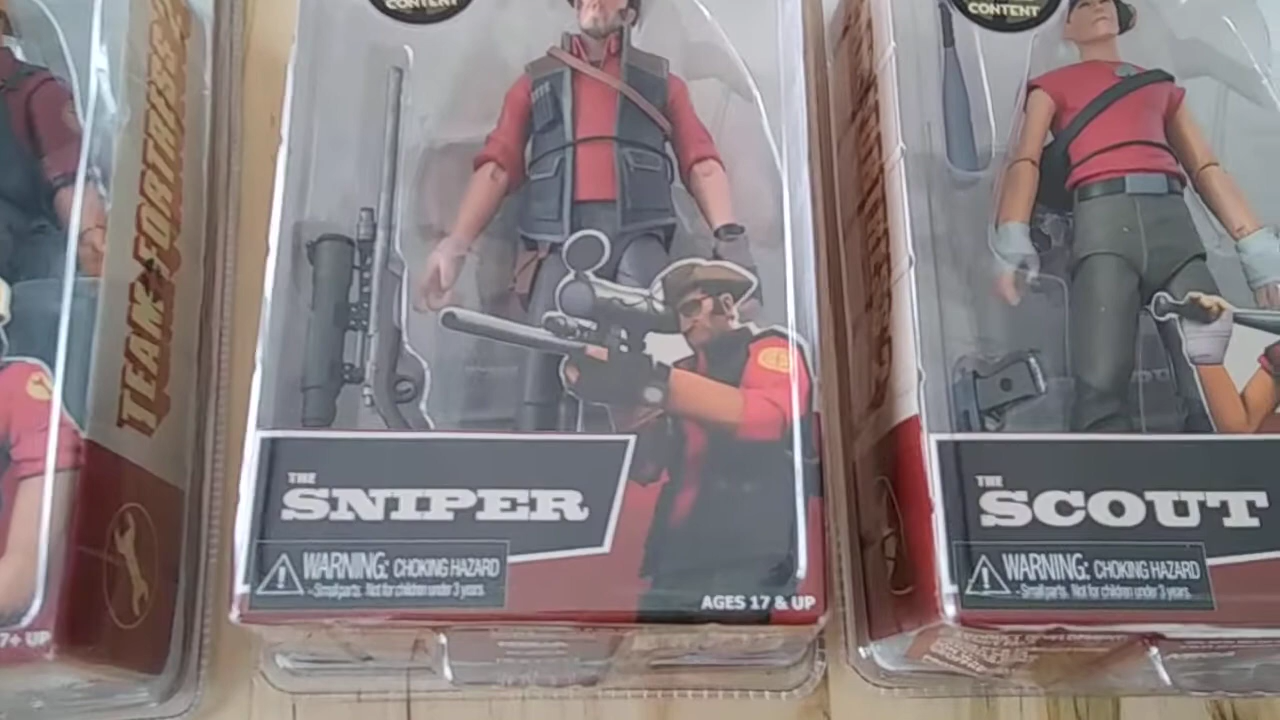 CONTENT
CONTENT
TEAM FORTRESS 2
THE
SNIPER
WARNING: CHOKING HAZARD
- Small parts. Not for children under 3 years.
AGES 17 & UP
THE
SCOUT
WARNING: CHOKING HAZARD
- Small parts. Not for children under 3 years.
7+ UP